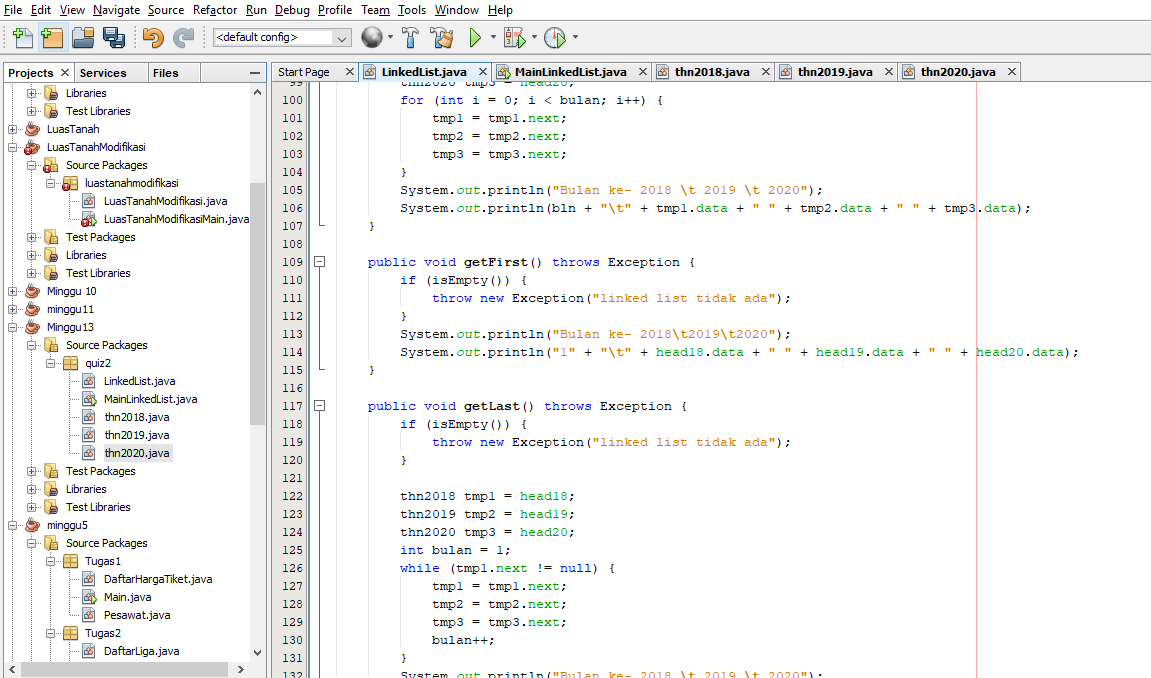 File Edit View Navigate Source Refactor Run Debug Profile Team Tools Window Help
<default config>
Projects Services Files
Libraries
Test Libraries
LuasTanah
LuasTanahModifikasi
Source Packages
luastanahmodifikasi
LuasTanahModifikasi.java
LuasTanahModifikasiMain.java
Test Packages
Libraries
Test Libraries
Minggu 10
minggu11
Minggu13
Source Packages
quiz2
LinkedList.java
MainLinkedList.java
thn2018.java
thn2019.java
thn2020.java
Test Packages
Libraries
Test Libraries
minggu5
Source Packages
Tugas1
DaftarHargaTiket.java
Main.java
Pesawat.java
Tugas2
DaftarLiga.java
Start Page LinkedList.java MainLinkedList.java thn2018.java thn2019.java thn2020.java
99 thn2020 tmp3 = head20;
100 for (int i = 0; i < bulan; i++) {
101 tmp1 = tmp1.next;
102 tmp2 = tmp2.next;
103 tmp3 = tmp3.next;
104 }
105 System.out.println("Bulan ke- 2018 \t 2019 \t 2020");
106 System.out.println(bln + "\t" + tmp1.data + " " + tmp2.data + " " + tmp3.data);
107 }
108
109 public void getFirst() throws Exception {
110 if (isEmpty()) {
111 throw new Exception("linked list tidak ada");
112 }
113 System.out.println("Bulan ke- 2018\t2019\t2020");
114 System.out.println("1" + "\t" + head18.data + " " + head19.data + " " + head20.data);
115 }
116
117 public void getLast() throws Exception {
118 if (isEmpty()) {
119 throw new Exception("linked list tidak ada");
120 }
121
122 thn2018 tmp1 = head18;
123 thn2019 tmp2 = head19;
124 thn2020 tmp3 = head20;
125 int bulan = 1;
126 while (tmp1.next != null) {
127 tmp1 = tmp1.next;
128 tmp2 = tmp2.next;
129 tmp3 = tmp3.next;
130 bulan++;
131 }
132 System.out.println("Bulan ke- 2018 \t 2019 \t 2020");